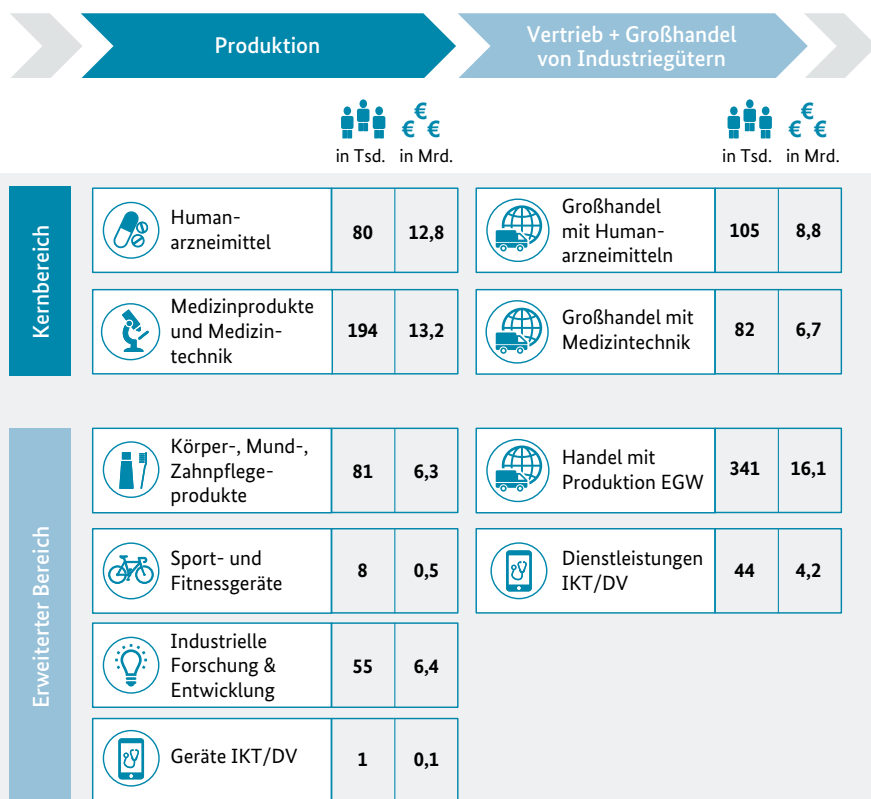 Produktion
Vertrieb + Großhandel
von Industriegütern
€
€ €
in Tsd. in Mrd.
€
€ €
in Tsd. in Mrd.
Kernbereich
Human-
arzneimittel
80 12,8
Großhandel
mit Human-
arzneimitteln
105 8,8
Medizinprodukte
und Medizin-
technik
194 13,2
Großhandel mit
Medizintechnik
82 6,7
Erweiterter Bereich
Körper-, Mund-,
Zahnpflege-
produkte
81 6,3
Handel mit
Produktion EGW
341 16,1
Sport- und
Fitnessgeräte
8 0,5
Dienstleistungen
IKT/DV
44 4,2
Industrielle
Forschung &
Entwicklung
55 6,4
Geräte IKT/DV
1 0,1